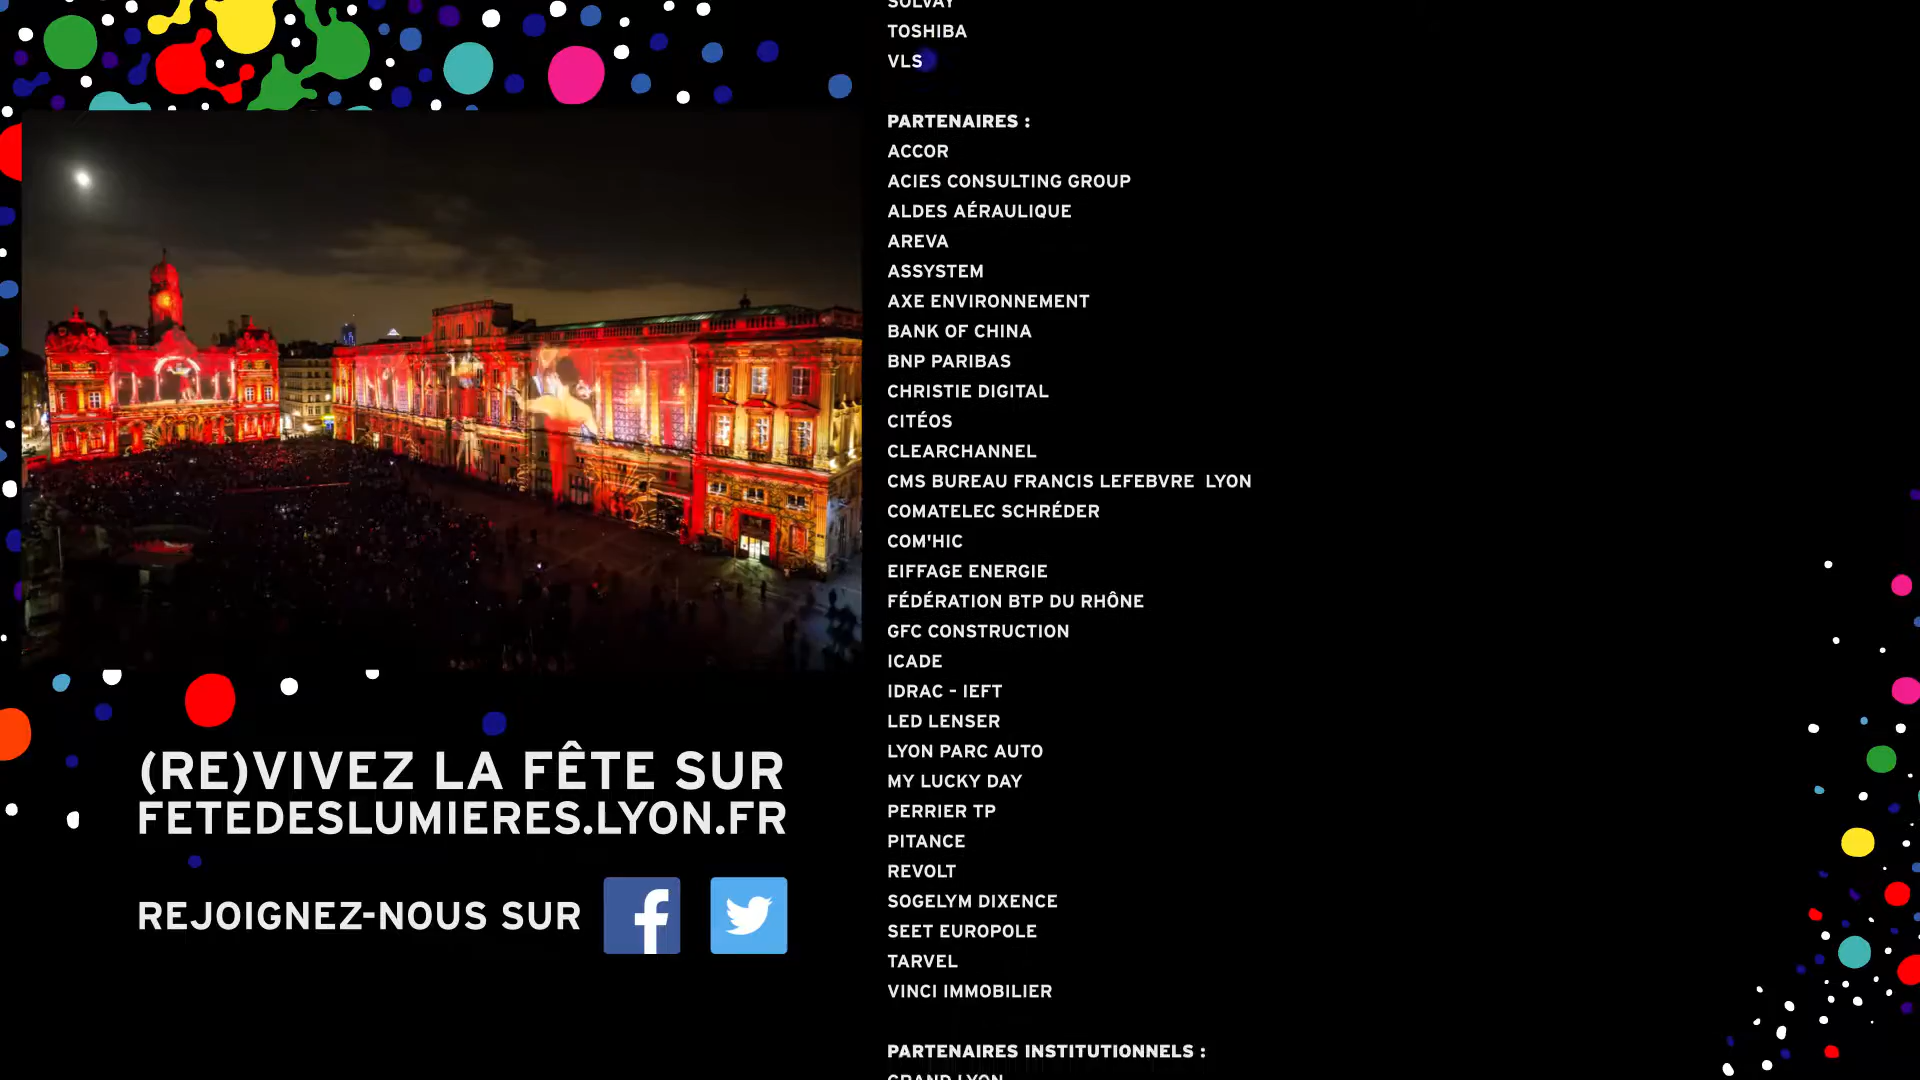 (RE)VIVEZ LA FÊTE SUR
FETEDESLUMIERES.LYON.FR
REJOIGNEZ-NOUS SUR
SOLVAY
TOSHIBA
VLS
PARTENAIRES :
ACCOR
ACIES CONSULTING GROUP
ALDES AÉRAULIQUE
AREVA
ASSYSTEM
AXE ENVIRONNEMENT
BANK OF CHINA
BNP PARIBAS
CHRISTIE DIGITAL
CITÉOS
CLEARCHANNEL
CMS BUREAU FRANCIS LEFEBVRE  LYON
COMATELEC SCHRÉDER
COM'HIC
EIFFAGE ENERGIE
FÉDÉRATION BTP DU RHÔNE
GFC CONSTRUCTION
ICADE
IDRAC - IEFT
LED LENSER
LYON PARC AUTO
MY LUCKY DAY
PERRIER TP
PITANCE
REVOLT
SOGELYM DIXENCE
SEET EUROPOLE
TARVEL
VINCI IMMOBILIER
PARTENAIRES INSTITUTIONNELS :
GRAND LYON